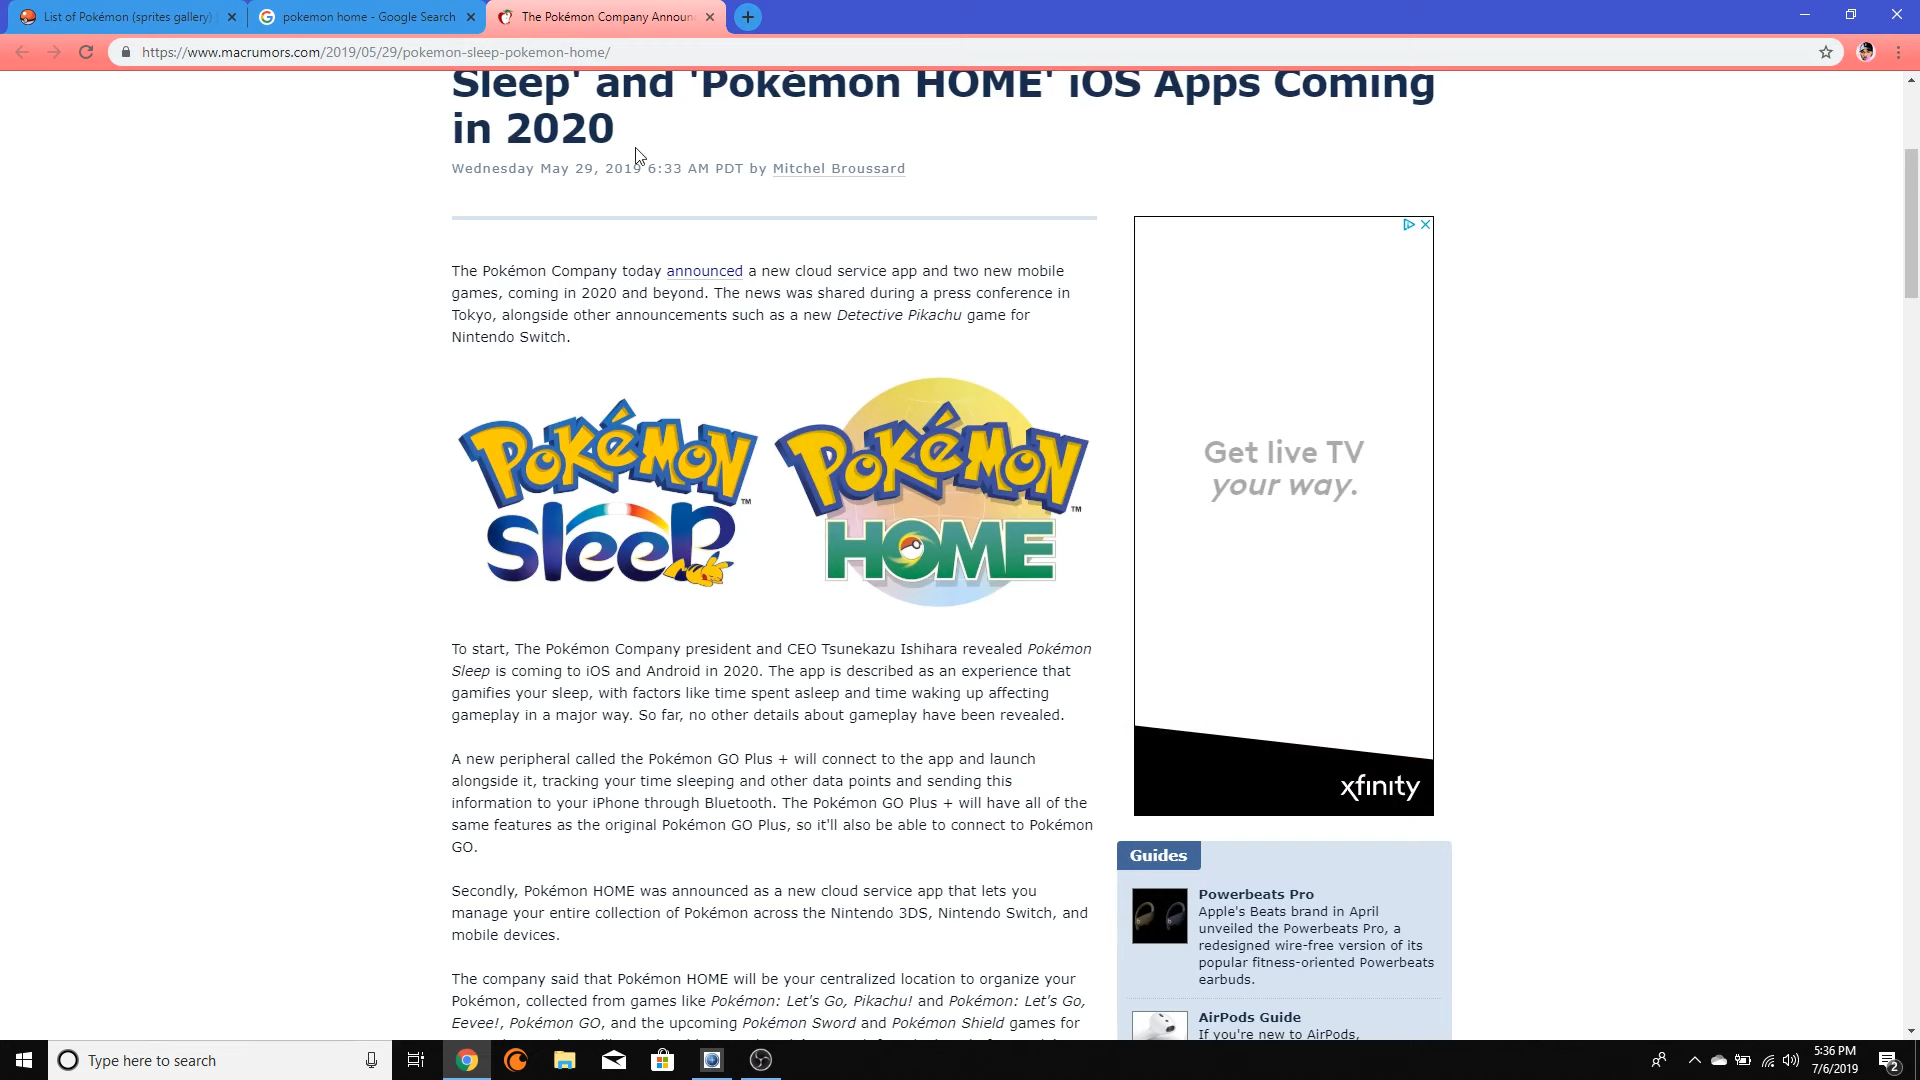 List of Pokémon (sprites gallery)
pokemon home - Google Search
The Pokémon Company Announ
https://www.macrumors.com/2019/05/29/pokemon-sleep-pokemon-home/
Sleep' and 'Pokémon HOME' iOS Apps Coming
in 2020
Wednesday May 29, 2019 6:33 AM PDT by Mitchel Broussard
The Pokémon Company today announced a new cloud service app and two new mobile
games, coming in 2020 and beyond. The news was shared during a press conference in
Tokyo, alongside other announcements such as a new Detective Pikachu game for
Nintendo Switch.
POKéMON
Sleep
TM
POKéMON
HOME
TM
To start, The Pokémon Company president and CEO Tsunekazu Ishihara revealed Pokémon
Sleep is coming to iOS and Android in 2020. The app is described as an experience that
gamifies your sleep, with factors like time spent asleep and time waking up affecting
gameplay in a major way. So far, no other details about gameplay have been revealed.
A new peripheral called the Pokémon GO Plus + will connect to the app and launch
alongside it, tracking your time sleeping and other data points and sending this
information to your iPhone through Bluetooth. The Pokémon GO Plus + will have all of the
same features as the original Pokémon GO Plus, so it'll also be able to connect to Pokémon
GO.
Secondly, Pokémon HOME was announced as a new cloud service app that lets you
manage your entire collection of Pokémon across the Nintendo 3DS, Nintendo Switch, and
mobile devices.
The company said that Pokémon HOME will be your centralized location to organize your
Pokémon, collected from games like Pokémon: Let's Go, Pikachu! and Pokémon: Let's Go,
Eevee!, Pokémon GO, and the upcoming Pokémon Sword and Pokémon Shield games for
Get live TV
your way.
xfinity
Guides
Powerbeats Pro
Apple's Beats brand in April
unveiled the Powerbeats Pro, a
redesigned wire-free version of its
popular fitness-oriented Powerbeats
earbuds.
AirPods Guide
If you're new to AirPods,
Type here to search
5:36 PM
7/6/2019
2